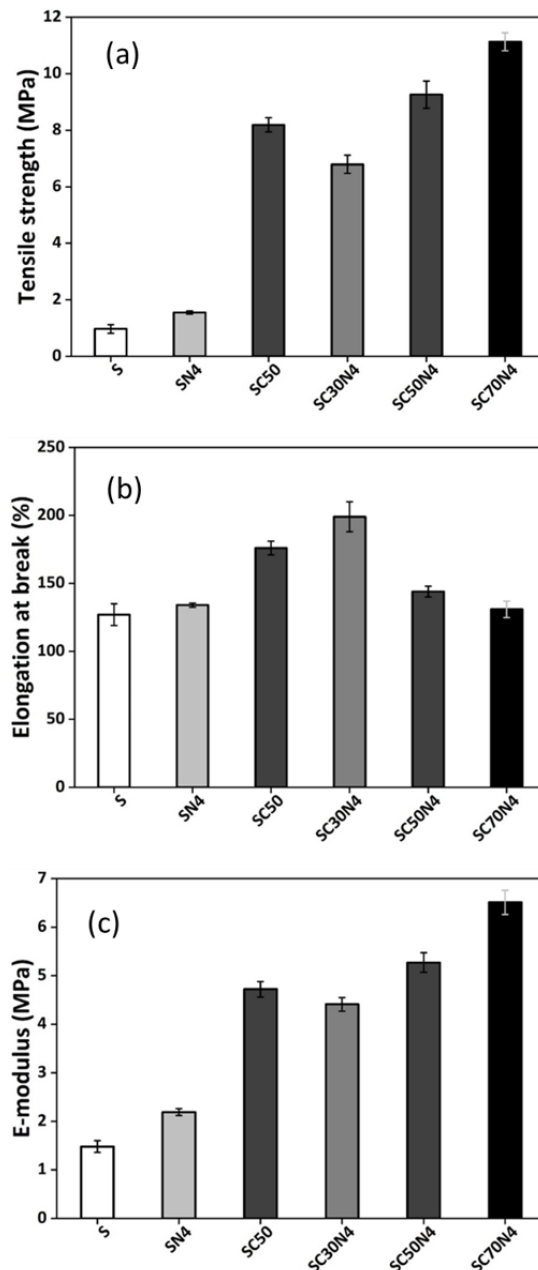 (a)
Tensile strength (MPa)
12
10
8
6
4
2
0
S
SN4
SC50
SC30N4
SC50N4
SC70N4
(b)
Elongation at break (%)
250
200
150
100
50
0
S
SN4
SC50
SC30N4
SC50N4
SC70N4
(c)
E-modulus (MPa)
7
6
5
4
3
2
1
0
S
SN4
SC50
SC30N4
SC50N4
SC70N4